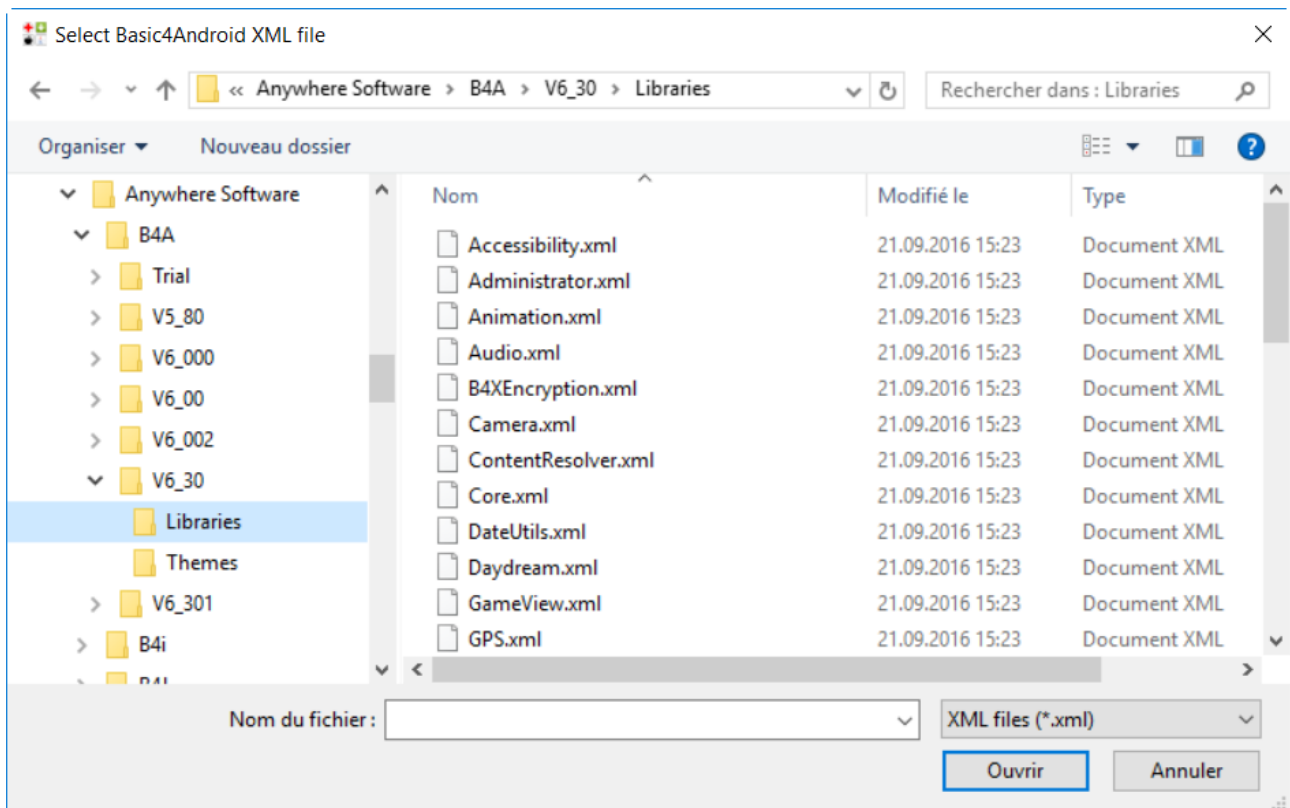 Select Basic4Android XML file
« Anywhere Software > B4A > V6_30 > Libraries
Rechercher dans : Libraries
Organiser
Nouveau dossier
?
Anywhere Software
B4A
Trial
V5_80
V6_000
V6_00
V6_002
V6_30
Libraries
Themes
V6_301
B4i
Nom Modifié le Type
Accessibility.xml 21.09.2016 15:23 Document XML
Administrator.xml 21.09.2016 15:23 Document XML
Animation.xml 21.09.2016 15:23 Document XML
Audio.xml 21.09.2016 15:23 Document XML
B4XEncryption.xml 21.09.2016 15:23 Document XML
Camera.xml 21.09.2016 15:23 Document XML
ContentResolver.xml 21.09.2016 15:23 Document XML
Core.xml 21.09.2016 15:23 Document XML
DateUtils.xml 21.09.2016 15:23 Document XML
Daydream.xml 21.09.2016 15:23 Document XML
GameView.xml 21.09.2016 15:23 Document XML
GPS.xml 21.09.2016 15:23 Document XML
Nom du fichier :
XML files (*.xml)
Ouvrir
Annuler